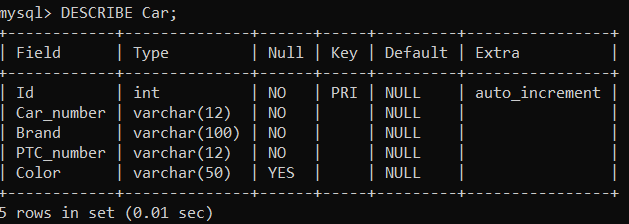 mysql> DESCRIBE Car;
+------------+--------------+------+-----+---------+----------------+
| Field      | Type         | Null | Key | Default | Extra          |
+------------+--------------+------+-----+---------+----------------+
| Id         | int          | NO   | PRI | NULL    | auto_increment |
| Car_number | varchar(12)  | NO   |     | NULL    |                |
| Brand      | varchar(100) | NO   |     | NULL    |                |
| PTC_number | varchar(12)  | NO   |     | NULL    |                |
| Color      | varchar(50)  | YES  |     | NULL    |                |
+------------+--------------+------+-----+---------+----------------+
5 rows in set (0.01 sec)